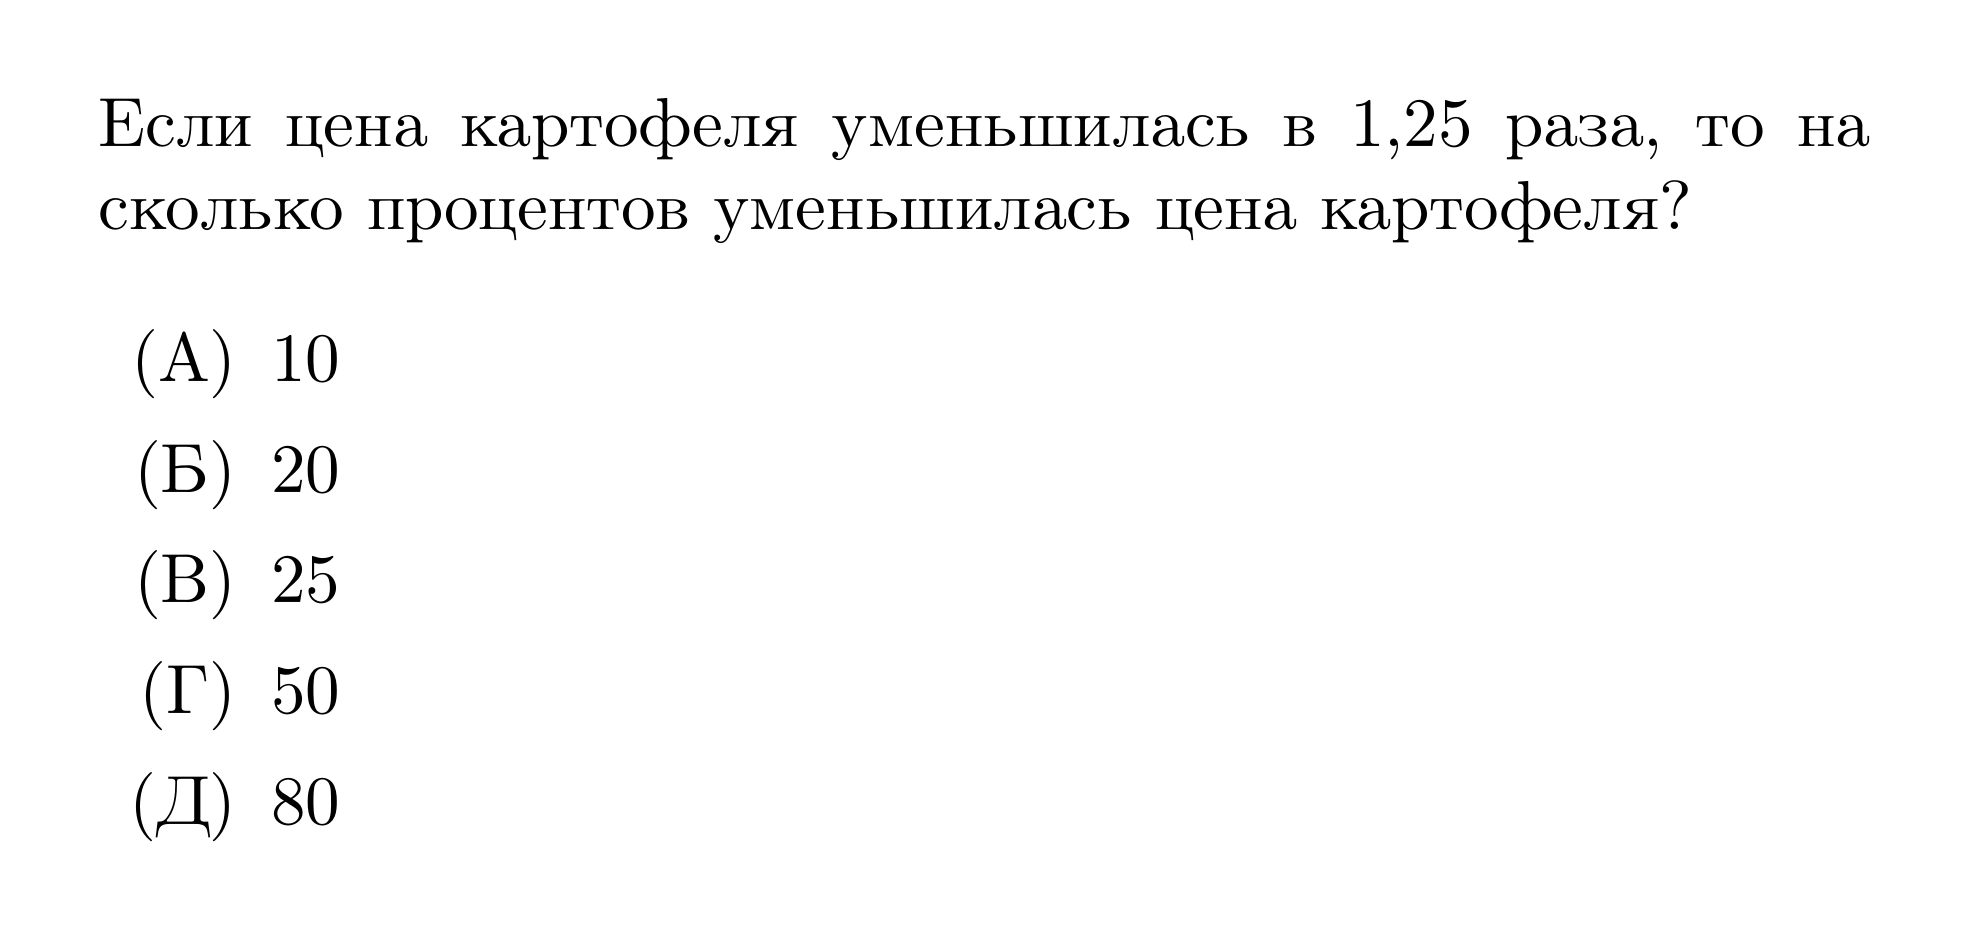 Если цена картофеля уменьшилась в 1,25 раза, то на
сколько процентов уменьшилась цена картофеля?
(А) 10
(Б) 20
(В) 25
(Г) 50
(Д) 80